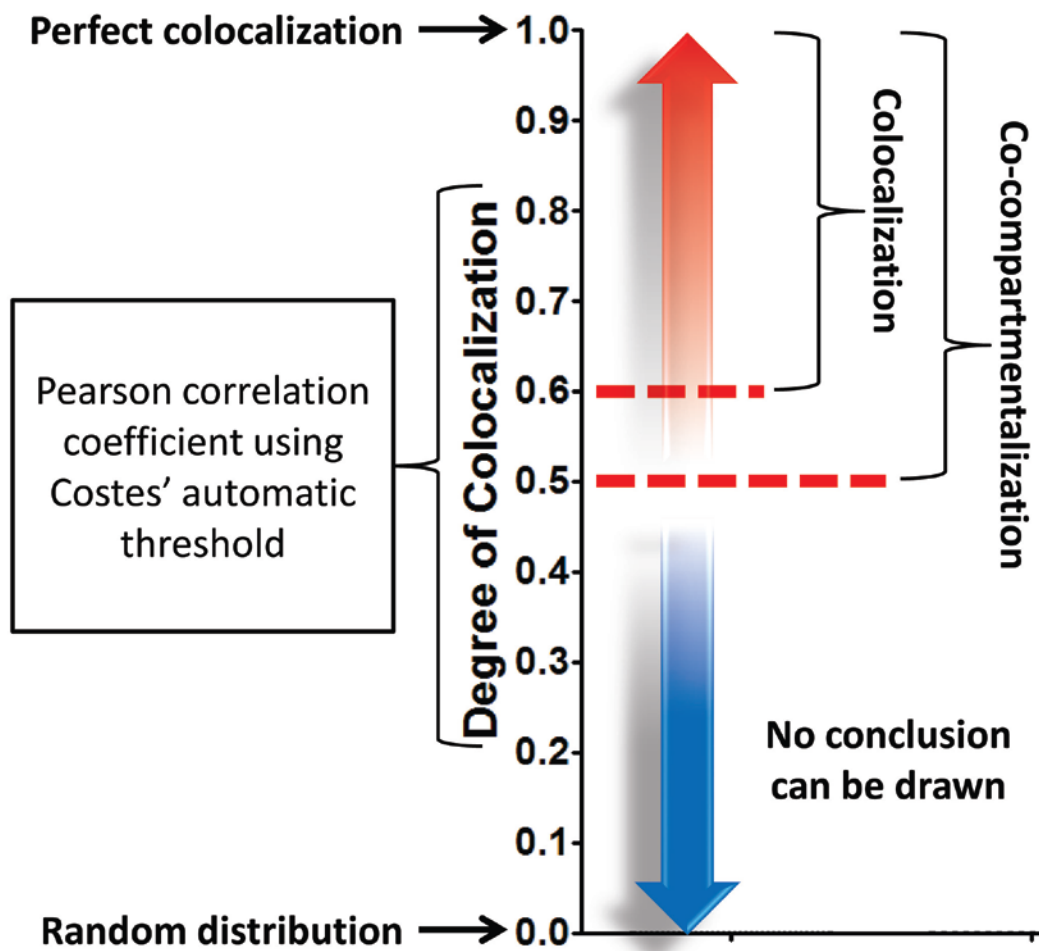 Perfect colocalization
1.0
0.9
0.8
0.7
0.6
0.5
0.4
0.3
0.2
0.1
0.0
Degree of Colocalization
Pearson correlation
coefficient using
Costes’ automatic
threshold
Colocalization
Co-compartmentalization
No conclusion
can be drawn
Random distribution